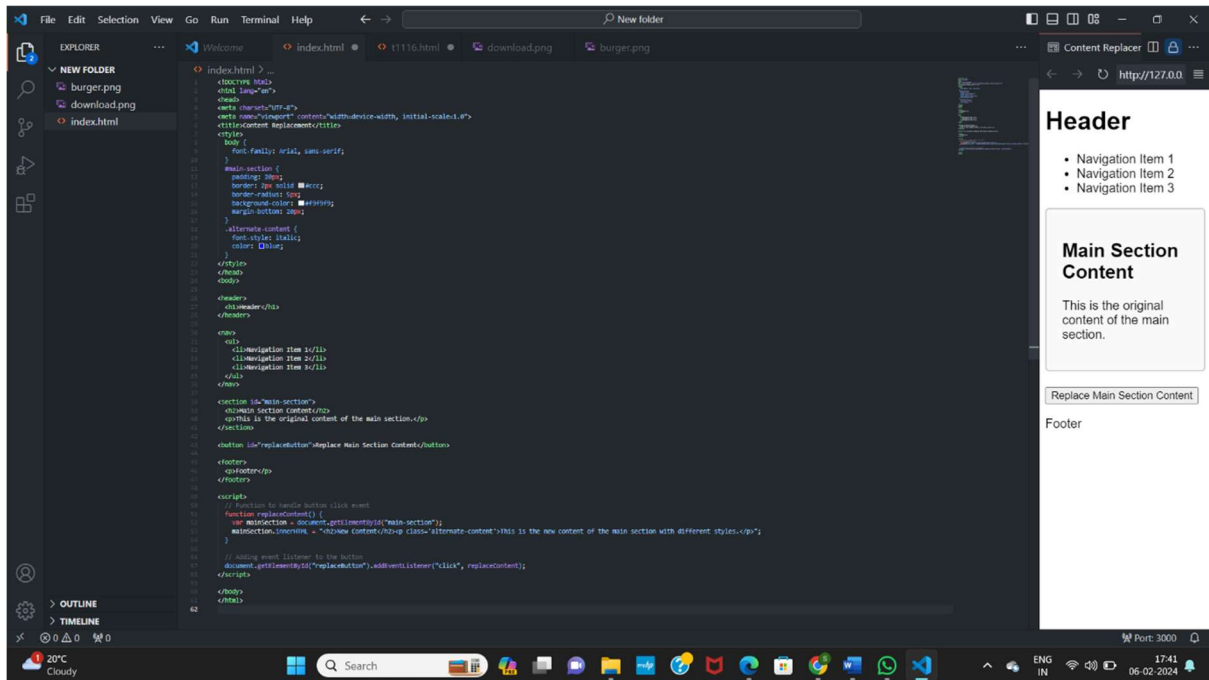 File Edit Selection View Go Run Terminal Help
New folder
EXPLORER
Welcome
index.html
t1116.html
download.png
burger.png
Content Replacer
NEW FOLDER
burger.png
download.png
index.html
index.html > ...
http://127.0.0.
<!DOCTYPE html>
<html lang="en">
<head>
<meta charset="UTF-8">
<meta name="viewport" content="width=device-width, initial-scale=1.0">
<title>Content Replacement</title>
<style>
body {
font-family: Arial, sans-serif;
}
#main-section {
padding: 20px;
border: 2px solid #ccc;
border-radius: 5px;
background-color: #f9f9f9;
margin-bottom: 20px;
}
.alternate-content {
font-style: italic;
color: blue;
}
</style>
</head>
<body>
<header>
<h1>Header</h1>
</header>
<nav>
<ul>
<li>Navigation Item 1</li>
<li>Navigation Item 2</li>
<li>Navigation Item 3</li>
</ul>
</nav>
<section id="main-section">
<h2>Main Section Content</h2>
<p>This is the original content of the main section.</p>
</section>
<button id="replaceButton">Replace Main Section Content</button>
<footer>
<p>Footer</p>
</footer>
<script>
// Function to handle button click event
function replaceContent() {
var mainSection = document.getElementById("main-section");
mainSection.innerHTML = "<h2>New Content</h2><p class='alternate-content'>This is the new content of the main section with different styles.</p>";
}
// Adding event listener to the button
document.getElementById("replaceButton").addEventListener("click", replaceContent);
</script>
</body>
</html>
62
Header
Navigation Item 1
Navigation Item 2
Navigation Item 3
Main Section
Content
This is the original
content of the main
section.
Replace Main Section Content
Footer
OUTLINE
TIMELINE
0 0 0
Port: 3000
20°C
Cloudy
Search
ENG
IN
17:41
06-02-2024